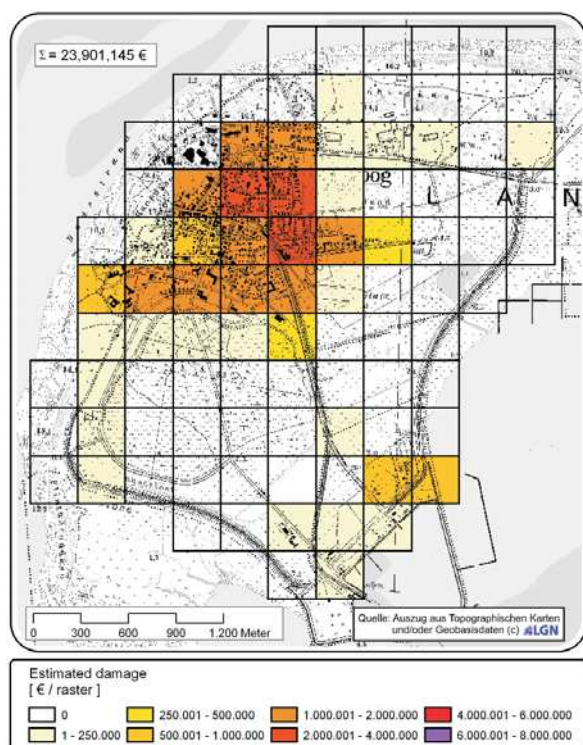 Σ = 23,901,145 €
oog
L A N
0 300 600 900 1.200 Meter
Quelle: Auszug aus Topographischen Karten
und/oder Geobasisdaten (c) LGN
Estimated damage
[ € / raster ]
0 250.001 - 500.000 1.000.001 - 2.000.000 4.000.001 - 6.000.000
1 - 250.000 500.001 - 1.000.000 2.000.001 - 4.000.000 6.000.001 - 8.000.000